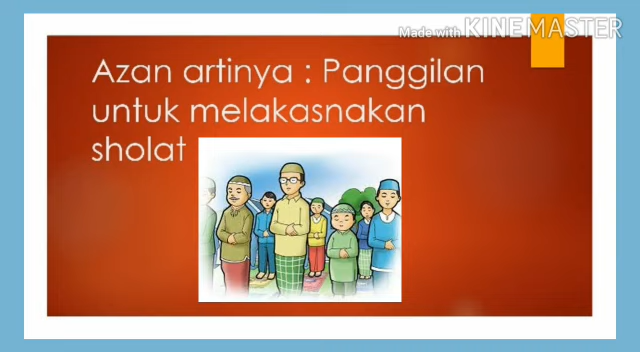 Made with KINEMASTER
Azan artinya : Panggilan
untuk melakasnakan
sholat